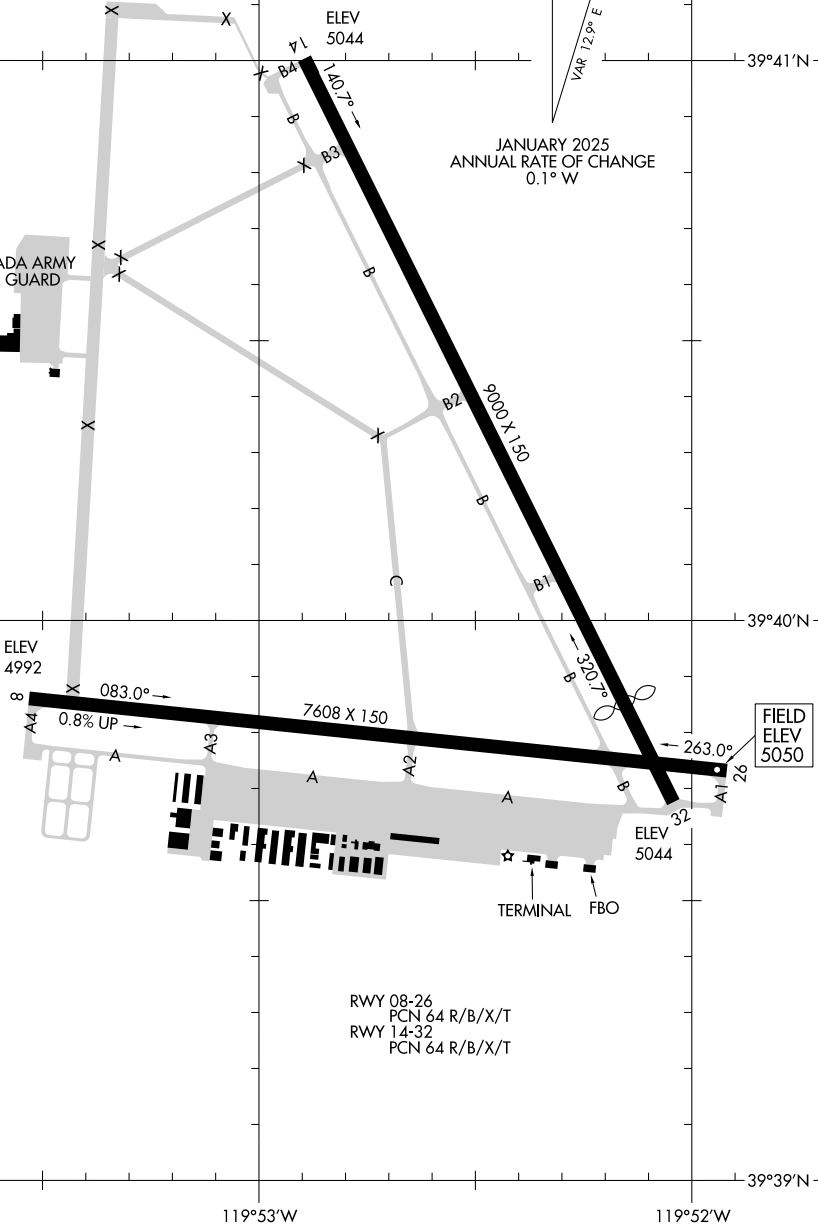 X
X
ELEV
5044
14
VAR 12.9° E
39°41'N
X
B4
140.7°
B
JANUARY 2025
ANNUAL RATE OF CHANGE
0.1° W
B3
X
X
X
X
ADA ARMY
GUARD
B
B2
9000 X 150
X
X
B
C
B1
39°40'N
ELEV
4992
8
X
083.0°
0.8% UP
7608 X 150
320.7°
B
A4
A
A3
A
A2
A
263.0°
FIELD
ELEV
5050
26
A1
B
32
ELEV
5044
TERMINAL
FBO
RWY 08-26
PCN 64 R/B/X/T
RWY 14-32
PCN 64 R/B/X/T
39°39'N
119°53'W
119°52'W